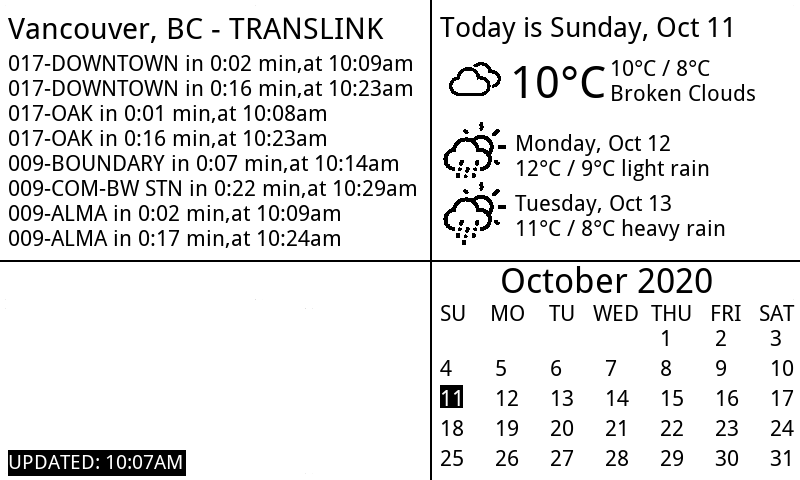 Vancouver, BC - TRANSLINK
017-DOWNTOWN in 0:02 min,at 10:09am
017-DOWNTOWN in 0:16 min,at 10:23am
017-OAK in 0:01 min,at 10:08am
017-OAK in 0:16 min,at 10:23am
009-BOUNDARY in 0:07 min,at 10:14am
009-COM-BW STN in 0:22 min,at 10:29am
009-ALMA in 0:02 min,at 10:09am
009-ALMA in 0:17 min,at 10:24am
Today is Sunday, Oct 11
10°C
10°C / 8°C
Broken Clouds
Monday, Oct 12
12°C / 9°C light rain
Tuesday, Oct 13
11°C / 8°C heavy rain
UPDATED: 10:07AM
October 2020
SU MO TU WED THU FRI SAT
1 2 3
4 5 6 7 8 9 10
11 12 13 14 15 16 17
18 19 20 21 22 23 24
25 26 27 28 29 30 31